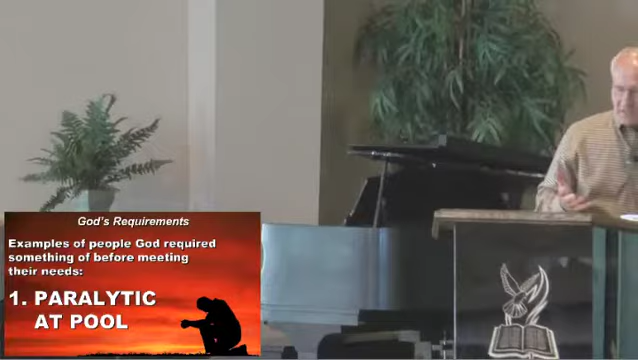 God's Requirements
Examples of people God required
something of before meeting
their needs:
1. PARALYTIC
AT POOL